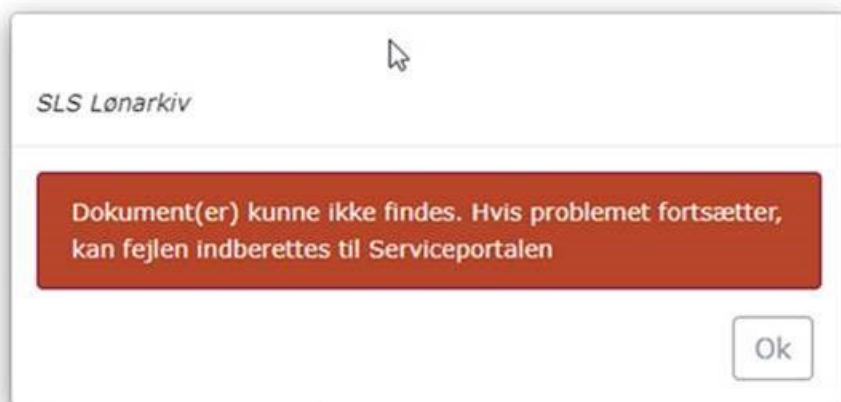 SLS Lønarkiv
Dokument(er) kunne ikke findes. Hvis problemet fortsætter,
kan fejlen indberettes til Serviceportalen
Ok